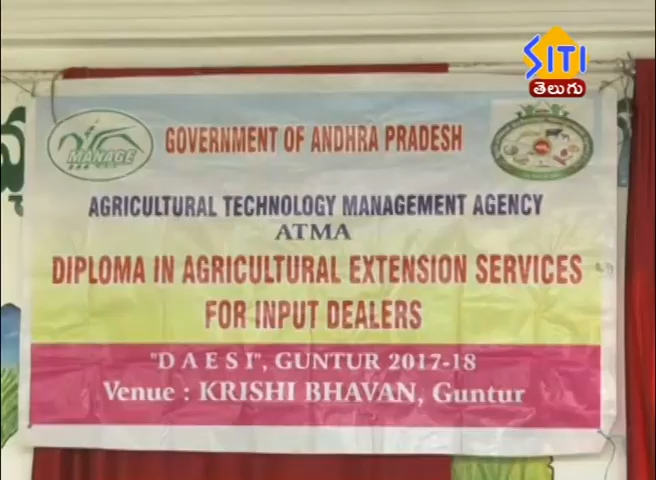 SITI
తెలుగు
MANAGE
GOVERNMENT OF ANDHRA PRADESH
AGRICULTURAL TECHNOLOGY MANAGEMENT AGENCY
ATMA
DIPLOMA IN AGRICULTURAL EXTENSION SERVICES
FOR INPUT DEALERS
"D A E S I", GUNTUR 2017-18
Venue : KRISHI BHAVAN, Guntur